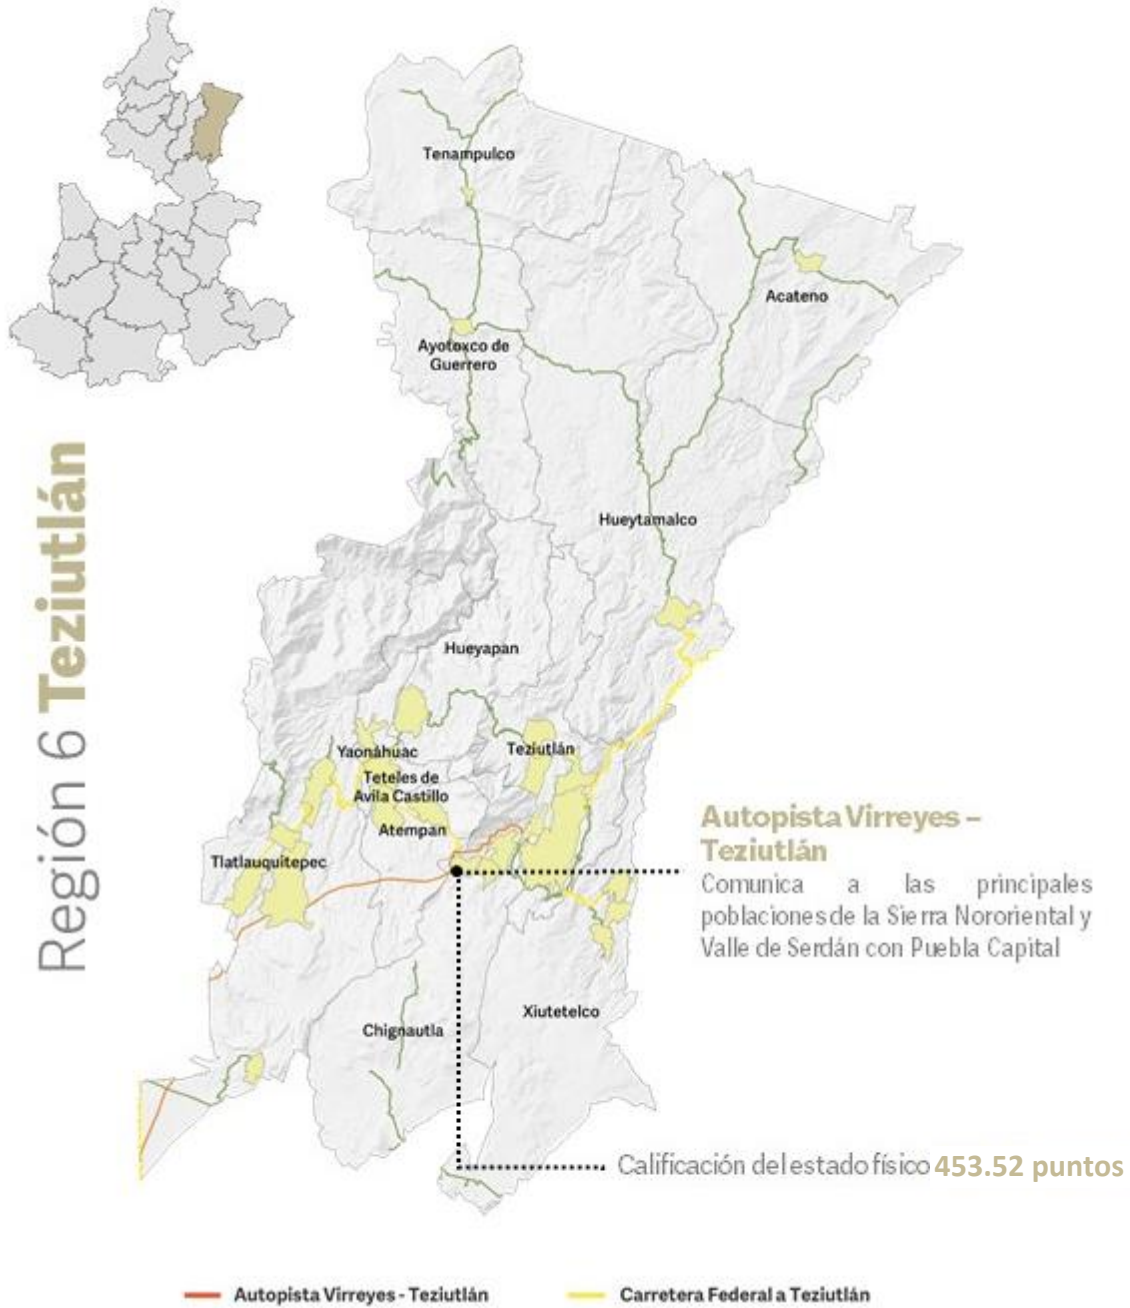 Región 6 Teziutlán
Tenampulco
Acateno
Ayotoxco de
Guerrero
Hueytamalco
Hueyapan
Yaonáhuac
Teziutlán
Teteles de
Avila Castillo
Atempan
Tlatlauquitepec
Autopista Virreyes –
Teziutlán
Comunica a las principales
poblaciones de la Sierra Nororiental y
Valle de Serdán con Puebla Capital
Xiutetelco
Chignautla
Calificación del estado físico 453.52 puntos
Autopista Virreyes - Teziutlán
Carretera Federal a Teziutlán